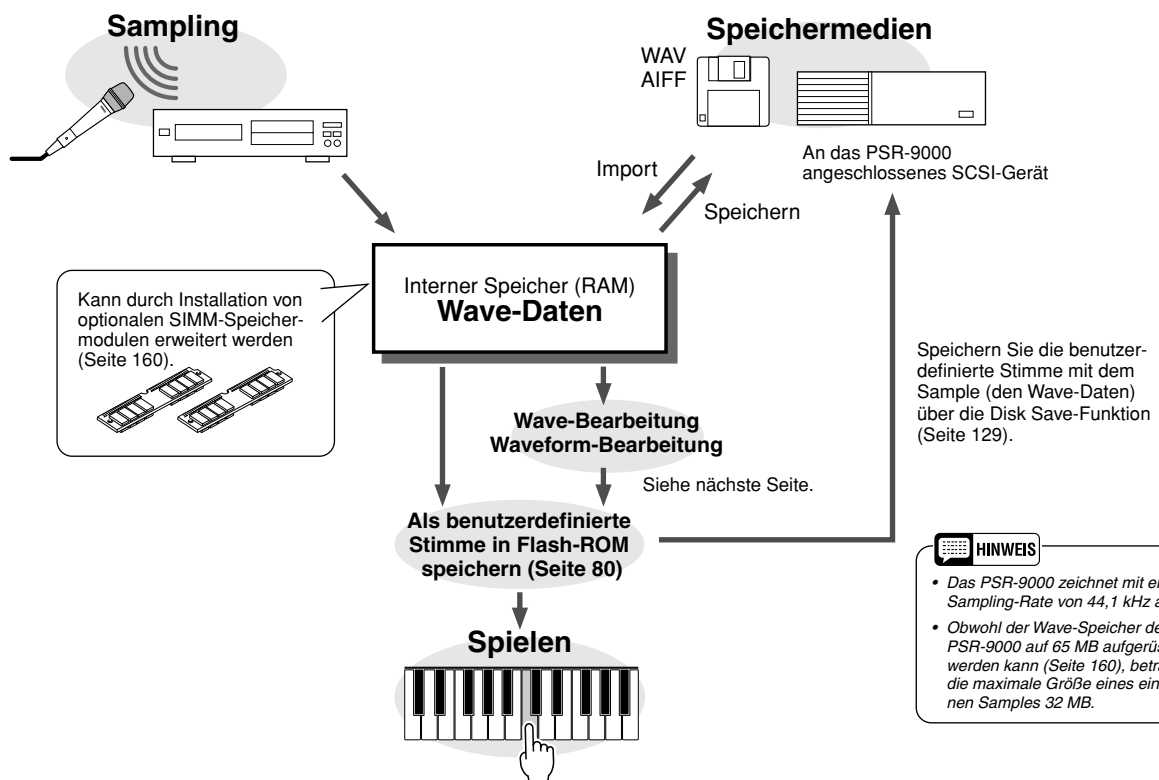 Sampling
Speichermedien
WAV
AIFF
An das PSR-9000
angeschlossenes SCSI-Gerät
Import
Speichern
Interner Speicher (RAM)
Wave-Daten
Kann durch Installation von
optionalen SIMM-Speicher-
modulen erweitert werden
(Seite 160).
Speichern Sie die benutzer-
definierte Stimme mit dem
Sample (den Wave-Daten)
über die Disk Save-Funktion
(Seite 129).
Wave-Bearbeitung
Waveform-Bearbeitung
Siehe nächste Seite.
Als benutzerdefinierte
Stimme in Flash-ROM
speichern (Seite 80)
Spielen
HINWEIS
• Das PSR-9000 zeichnet mit
Sampling-Rate von 44,1 kHz
• Obwohl der Wave-Speicher
PSR-9000 auf 65 MB
werden kann (Seite 160),
die maximale Größe eines
nen Samples 32 MB.